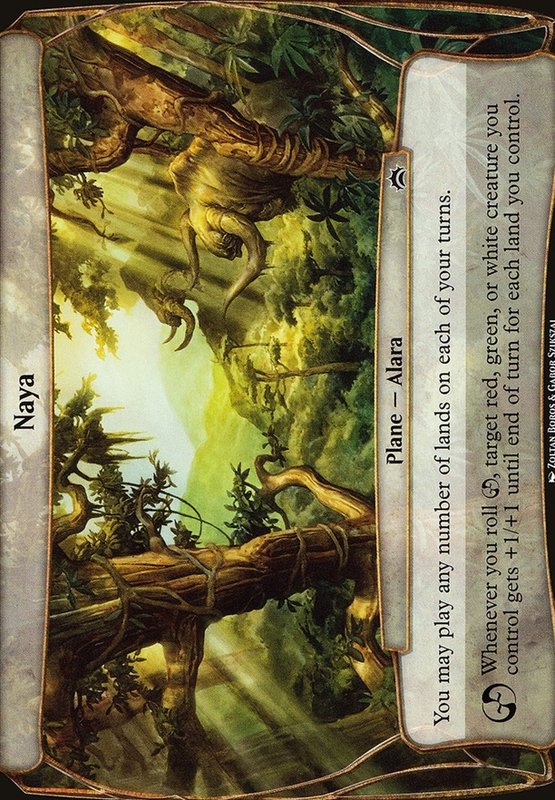 Naya
Plane – Alara
You may play any number of lands on each of your turns.
Whenever you roll , target red, green, or white creature you
control gets +1/+1 until end of turn for each land you control.
Zoltan Boros & Gabor Szikszai